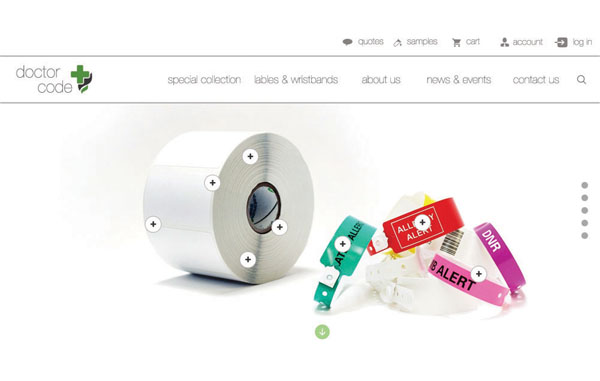 quotes samples cart account log in
doctor
code
special collection lables & wristbands about us news & events contact us
ALERT
DNR
ALERT